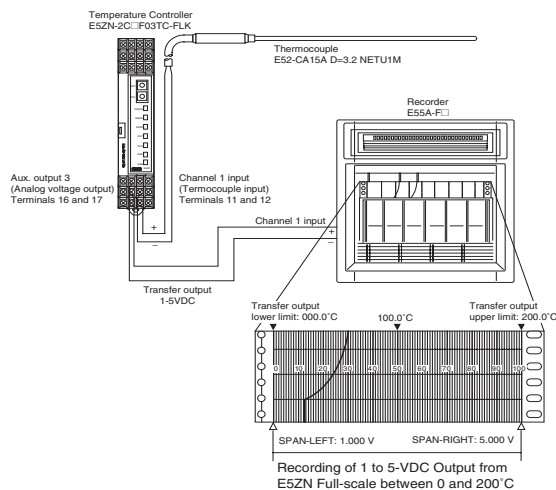 Temperature Controller
E5ZN-2C□F03TC-FLK
Thermocouple
E52-CA15A D=3.2 NETU1M
Recorder
E55A-F□
Aux. output 3
(Analog voltage output)
Terminals 16 and 17
Channel 1 input
(Termocouple input)
Terminals 11 and 12
+
−
Channel 1 input
+
−
Transfer output
1-5VDC
Transfer output
lower limit: 000.0˚C
100.0˚C
Transfer output
upper limit: 200.0˚C
0 10 20 30 40 50 60 70 80 90 100
SPAN-LEFT: 1.000 V
SPAN-RIGHT: 5.000 V
Recording of 1 to 5-VDC Output from
E5ZN Full-scale between 0 and 200˚C